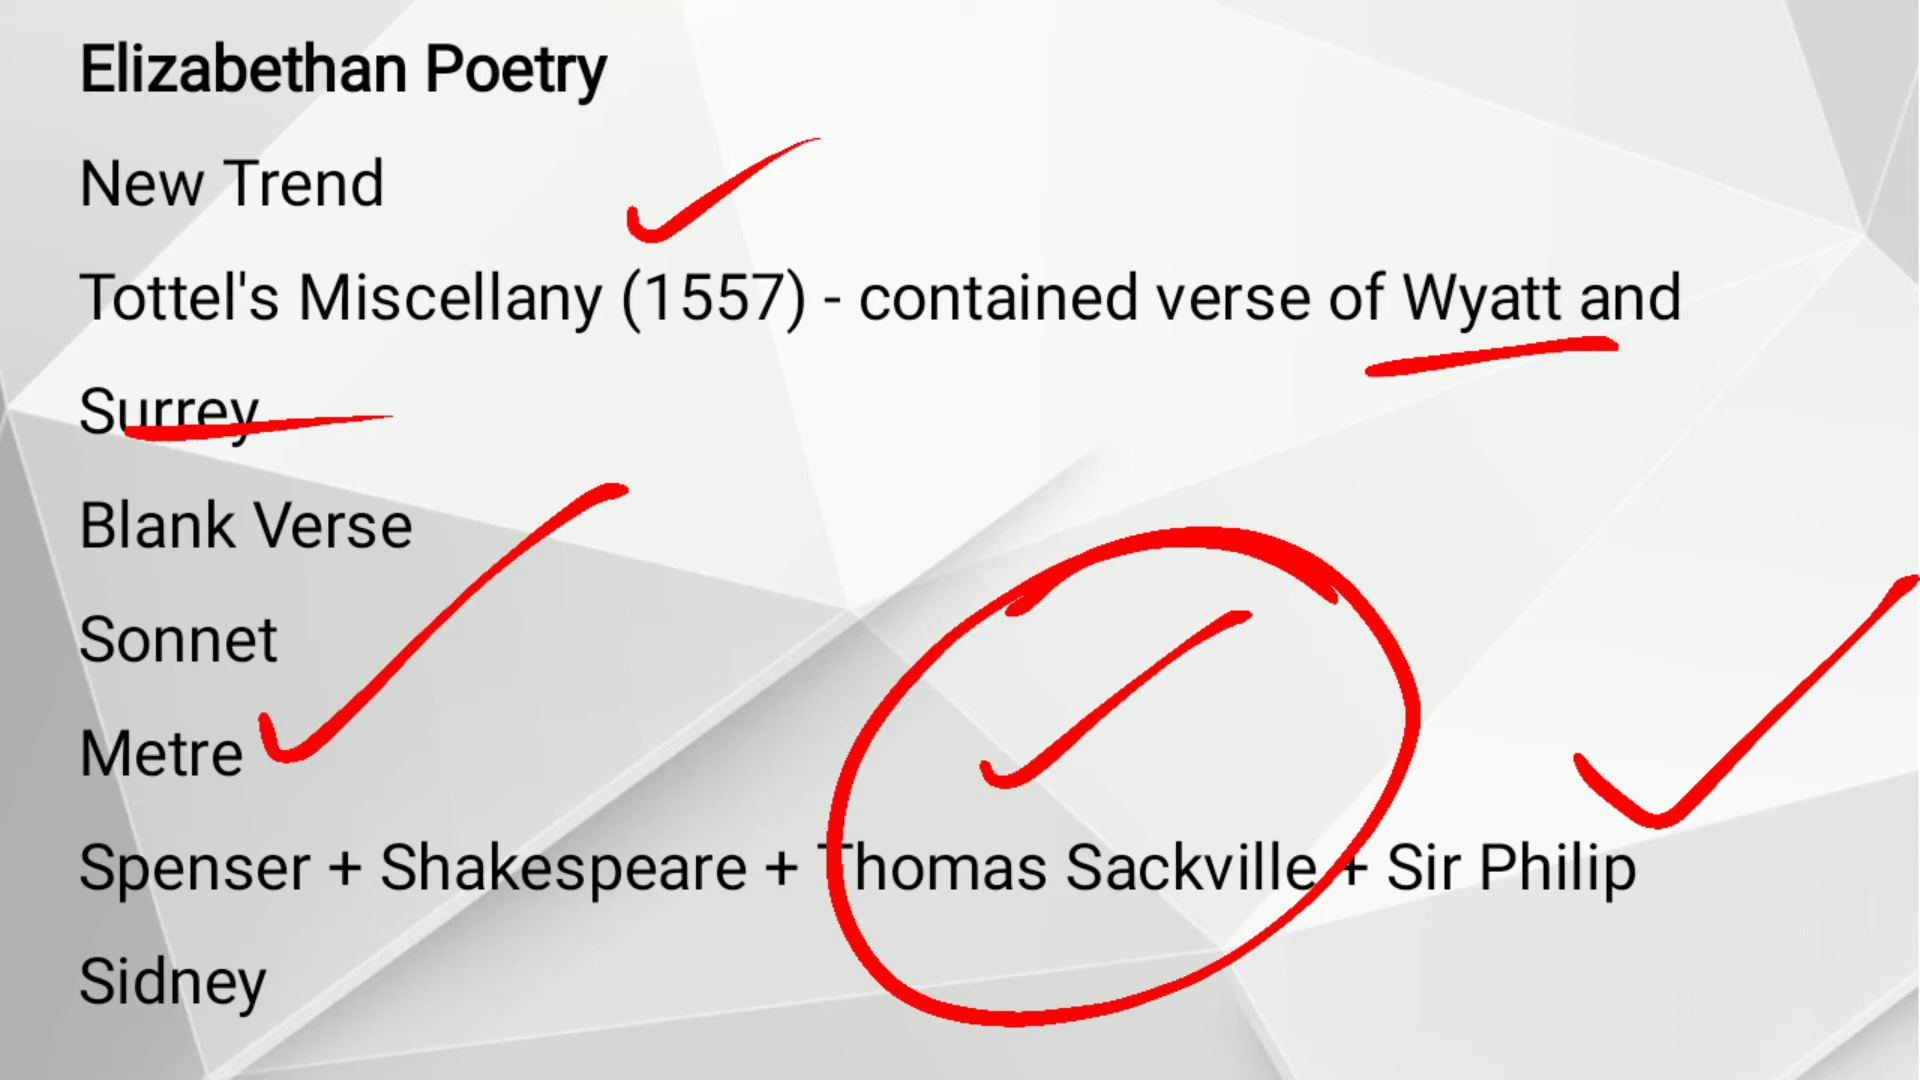 Elizabethan Poetry
New Trend
Tottel's Miscellany (1557) - contained verse of Wyatt and
Surrey
Blank Verse
Sonnet
Metre
Spenser + Shakespeare + Thomas Sackville + Sir Philip
Sidney